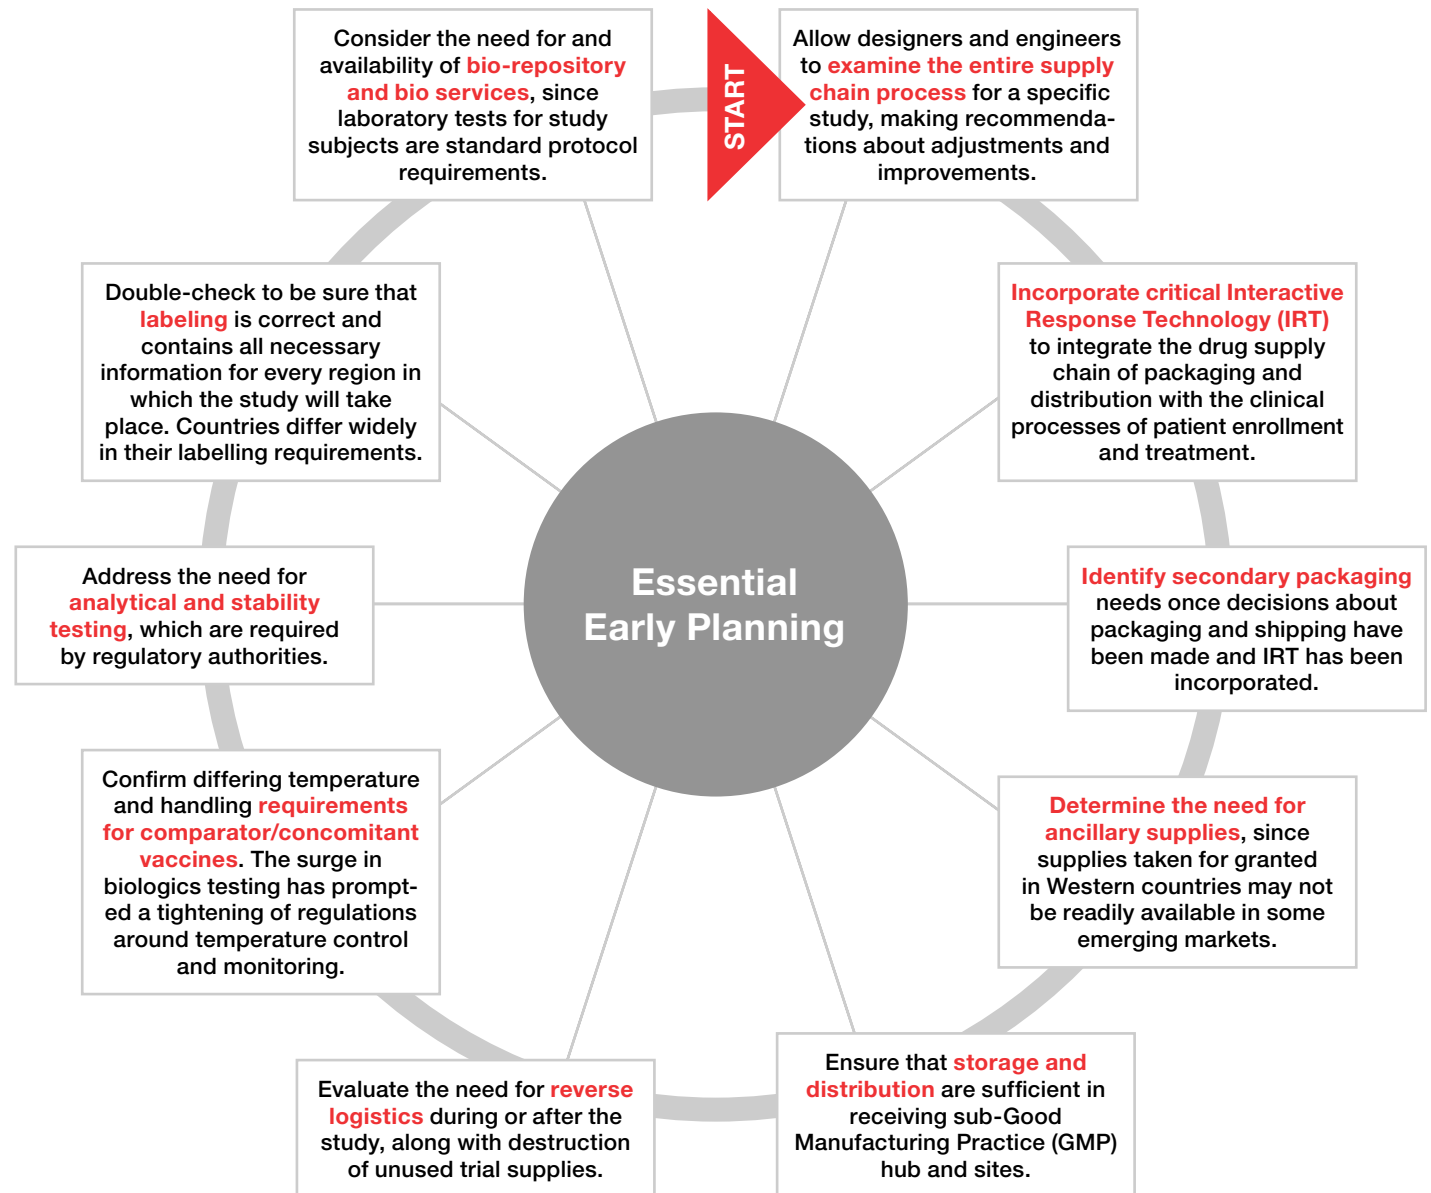 START
Allow designers and engineers
to examine the entire supply
chain process for a specific
study, making recommenda-
tions about adjustments and
improvements.
Incorporate critical Interactive
Response Technology (IRT)
to integrate the drug supply
chain of packaging and
distribution with the clinical
processes of patient enrollment
and treatment.
Identify secondary packaging
needs once decisions about
packaging and shipping have
been made and IRT has been
incorporated.
Determine the need for
ancillary supplies, since
supplies taken for granted
in Western countries may not
be readily available in some
emerging markets.
Ensure that storage and
distribution are sufficient in
receiving sub-Good
Manufacturing Practice (GMP)
hub and sites.
Evaluate the need for reverse
logistics during or after the
study, along with destruction
of unused trial supplies.
Confirm differing temperature
and handling requirements
for comparator/concomitant
vaccines. The surge in
biologics testing has prompt-
ed a tightening of regulations
around temperature control
and monitoring.
Address the need for
analytical and stability
testing, which are required
by regulatory authorities.
Double-check to be sure that
labeling is correct and
contains all necessary
information for every region in
which the study will take
place. Countries differ widely
in their labelling requirements.
Consider the need for and
availability of bio-repository
and bio services, since
laboratory tests for study
subjects are standard protocol
requirements.
Essential
Early Planning